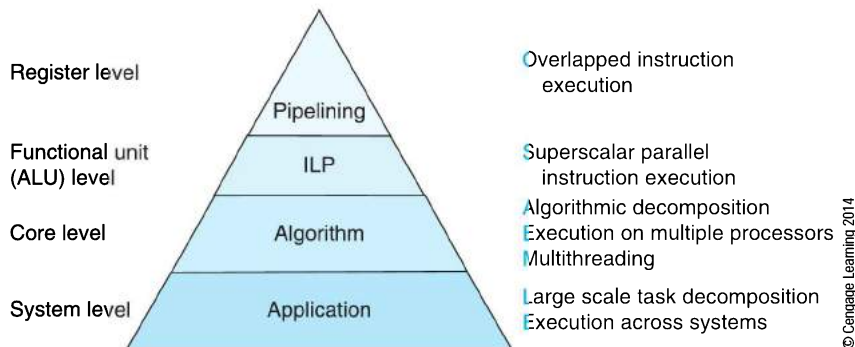 Register level
Pipelining
Overlapped instruction
execution
Functional unit
(ALU) level
ILP
Superscalar parallel
instruction execution
Core level
Algorithm
Algorithmic decomposition
Execution on multiple processors
Multithreading
System level
Application
Large scale task decomposition
Execution across systems
© Cengage Learning 2014